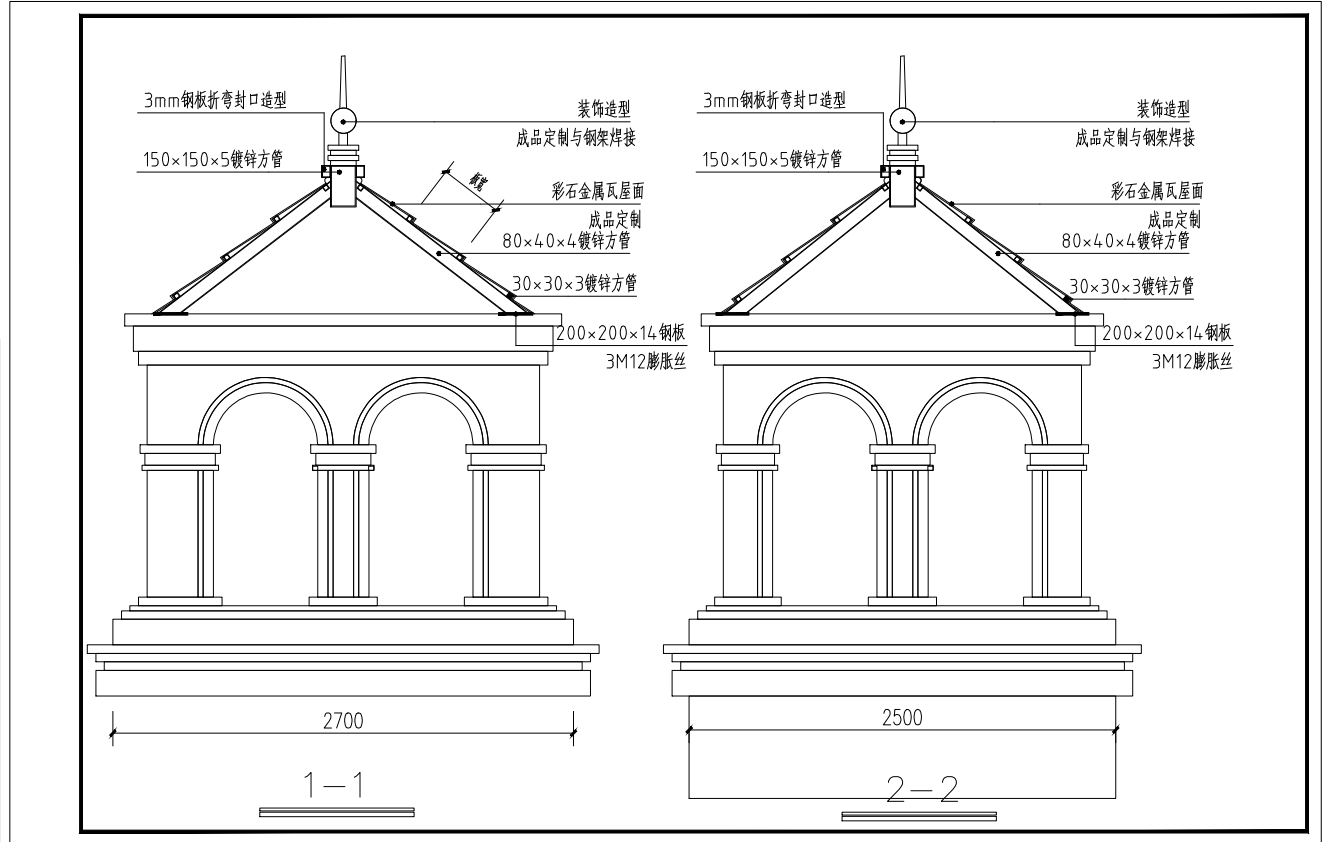 3mm钢板折弯封口造型
装饰造型
成品定制与钢架焊接
150×150×5镀锌方管
板宽
彩石金属瓦屋面
成品定制
80×40×4镀锌方管
30×30×3镀锌方管
200×200×14钢板
3M12膨胀丝
2700
1-1
3mm钢板折弯封口造型
装饰造型
成品定制与钢架焊接
150×150×5镀锌方管
彩石金属瓦屋面
成品定制
80×40×4镀锌方管
30×30×3镀锌方管
200×200×14钢板
3M12膨胀丝
2500
2-2